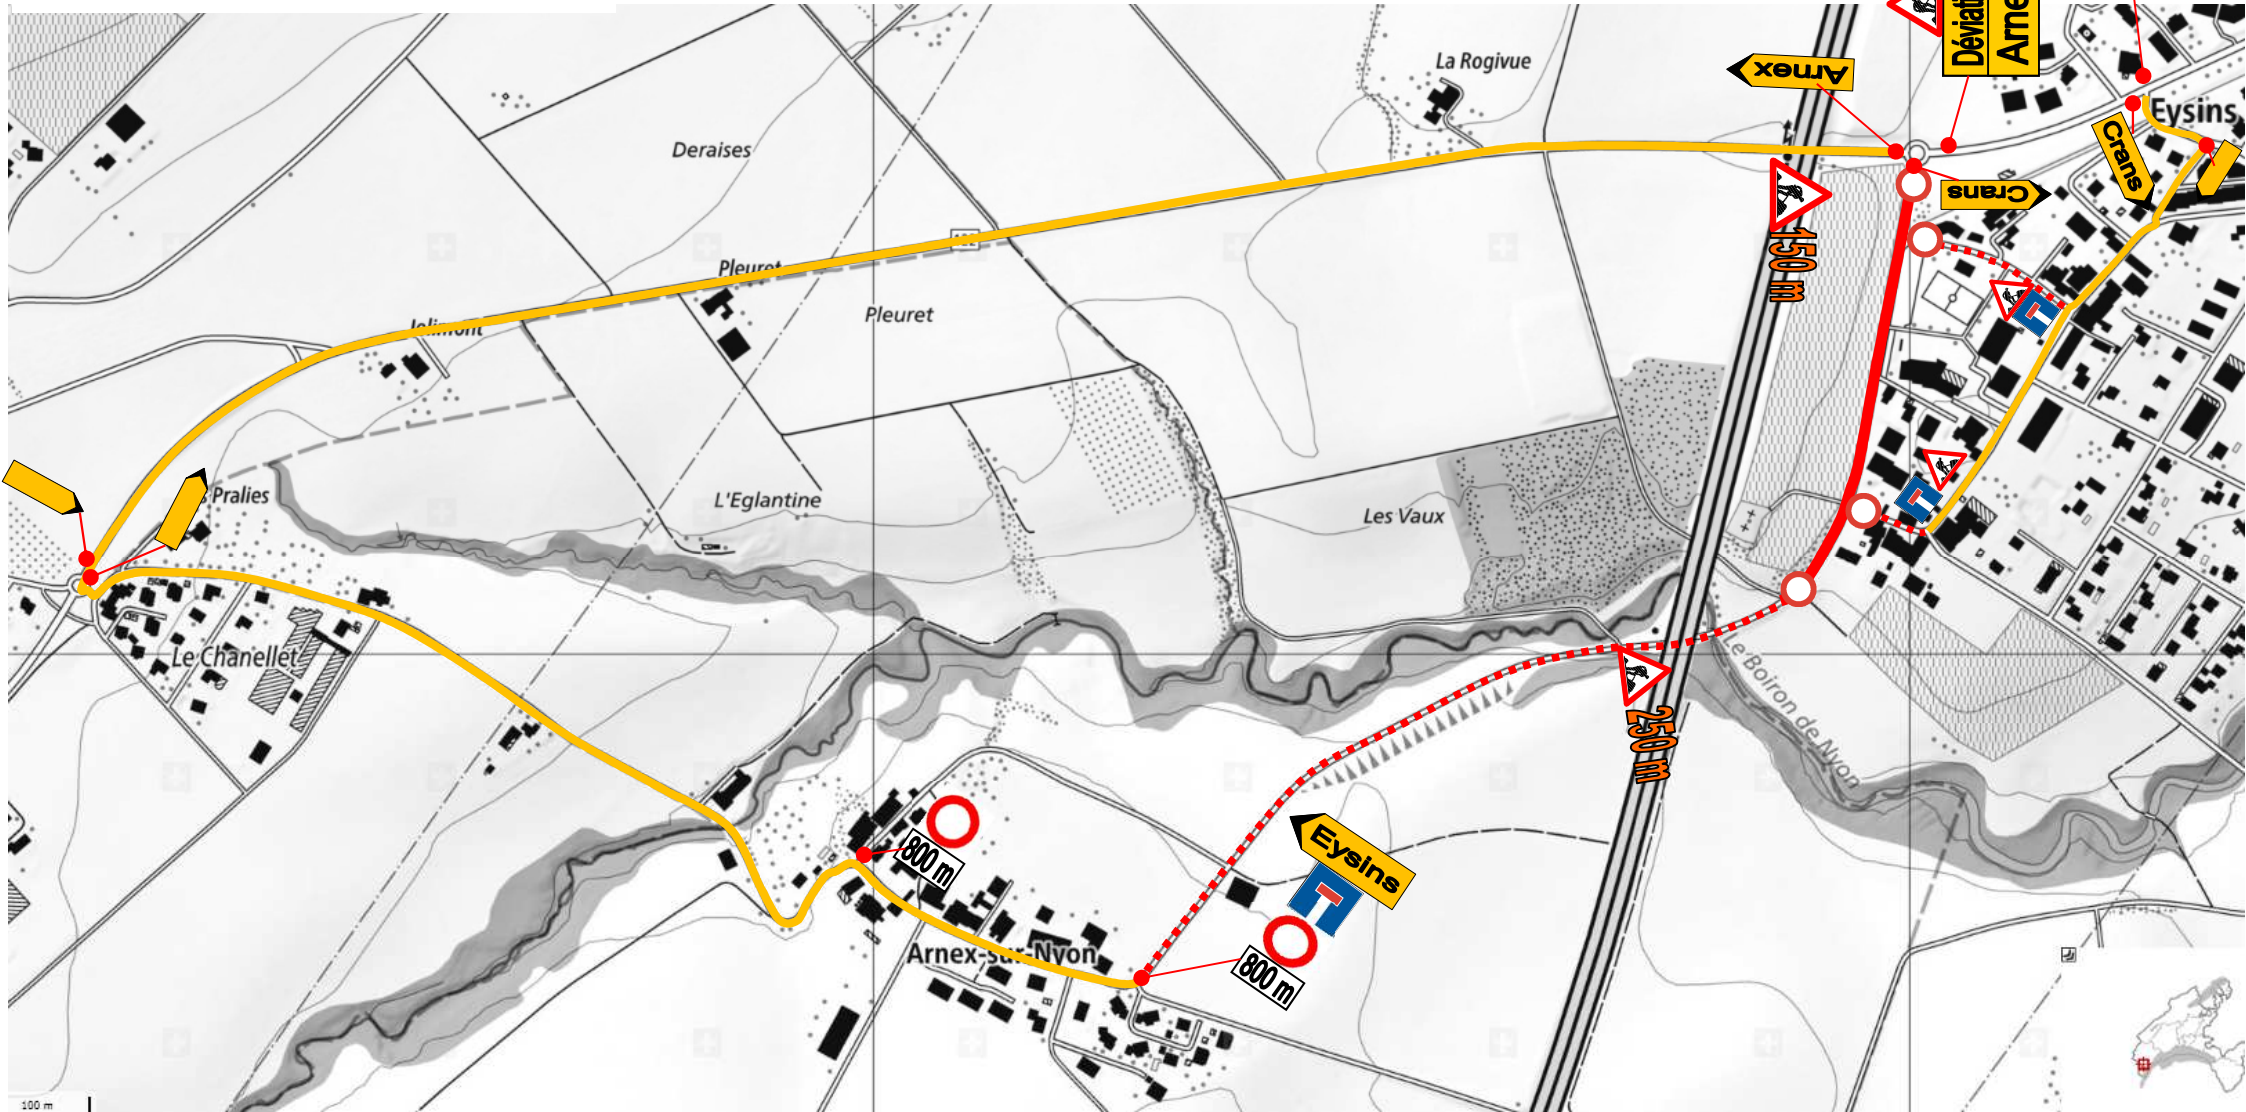 La Rogivue
Arnex
Arne
Eysins
Deraises
Crans
Crans
150 m
Pleuret
Pleuret
Pralies
L'Eglantine
Les Vaux
Le Chanellet
Le Boiron de Nyon
250 m
Eysins
800 m
Arnex-sur-Nyon
800 m
100 m